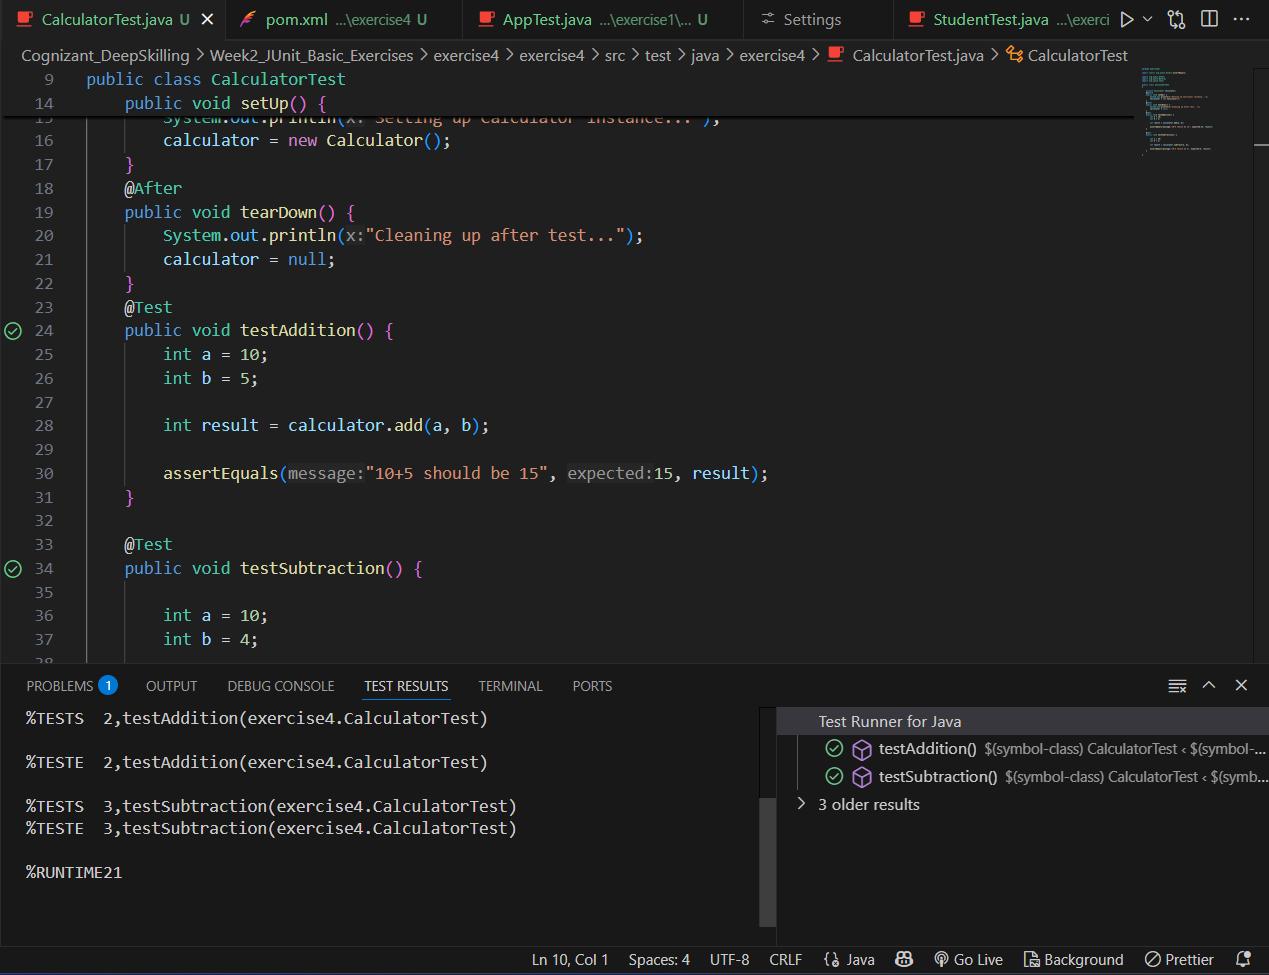 CalculatorTest.java U
pom.xml ...\exercise4 U
AppTest.java ...\exercise1\... U
Settings
StudentTest.java ...\exerci
Cognizant_DeepSkilling > Week2_JUnit_Basic_Exercises > exercise4 > exercise4 > src > test > java > exercise4 > CalculatorTest.java > CalculatorTest
9 public class CalculatorTest
14 public void setUp() {
15 System.out.println(x:"Setting up Calculator instance...");
16 calculator = new Calculator();
17 }
18 @After
19 public void tearDown() {
20 System.out.println(x:"Cleaning up after test...");
21 calculator = null;
22 }
23 @Test
24 public void testAddition() {
25 int a = 10;
26 int b = 5;
27
28 int result = calculator.add(a, b);
29
30 assertEquals(message:"10+5 should be 15", expected:15, result);
31 }
32
33 @Test
34 public void testSubtraction() {
35
36 int a = 10;
37 int b = 4;
38
PROBLEMS 1 OUTPUT DEBUG CONSOLE TEST RESULTS TERMINAL PORTS
%TESTS 2,testAddition(exercise4.CalculatorTest)
%TESTE 2,testAddition(exercise4.CalculatorTest)
%TESTS 3,testSubtraction(exercise4.CalculatorTest)
%TESTE 3,testSubtraction(exercise4.CalculatorTest)
%RUNTIME21
Test Runner for Java
testAddition() $(symbol-class) CalculatorTest < $(symbol-...
testSubtraction() $(symbol-class) CalculatorTest < $(symb...
3 older results
Ln 10, Col 1 Spaces: 4 UTF-8 CRLF Java Go Live Background Prettier